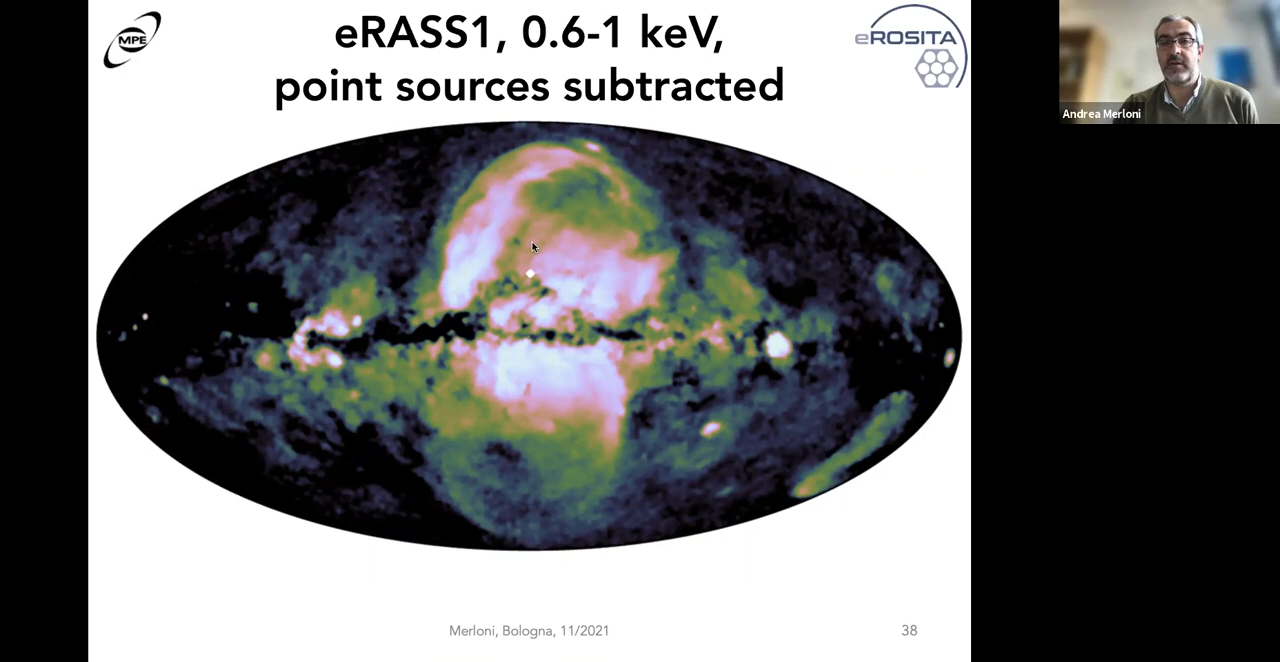 MPE
eRASS1, 0.6-1 keV,
point sources subtracted
eROSITA
Andrea Merloni
Merloni, Bologna, 11/2021
38